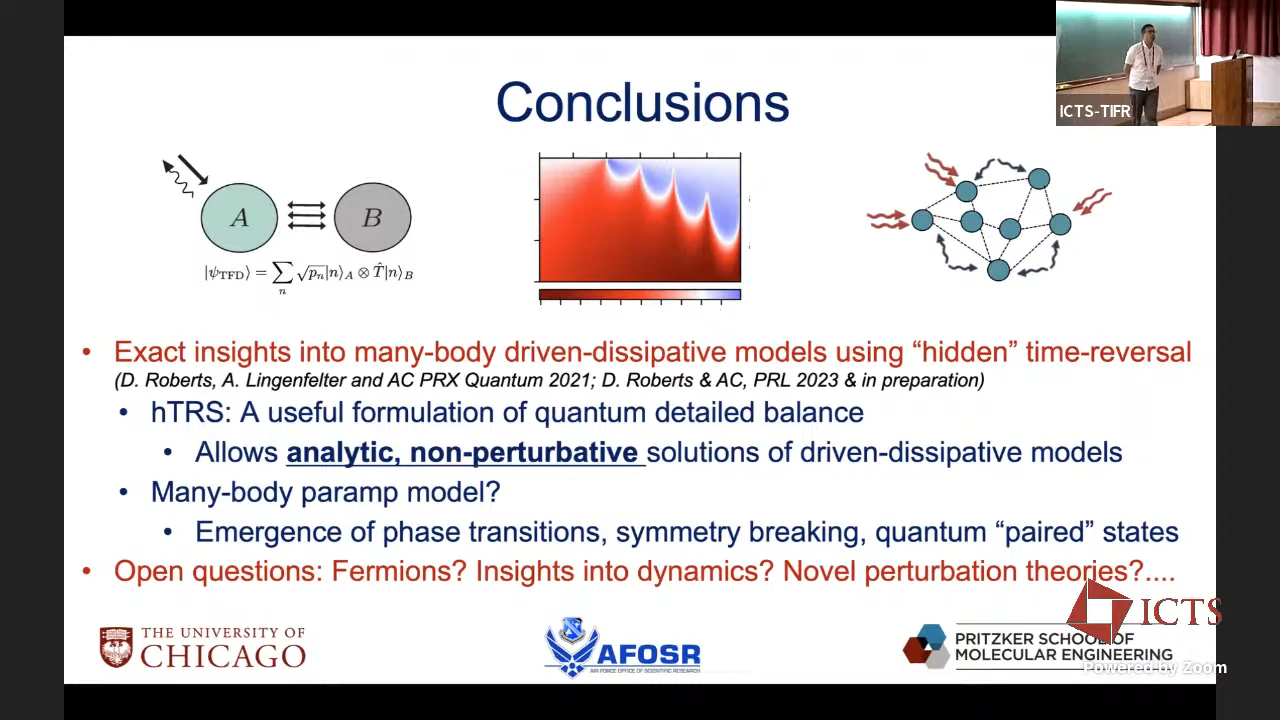 ICTS-TIFR
Conclusions
A
B
|ψ_TFD⟩ = ∑_n √p_n |n⟩_A ⊗ T̂|n⟩_B
• Exact insights into many-body driven-dissipative models using “hidden” time-reversal
(D. Roberts, A. Lingenfelter and AC PRX Quantum 2021; D. Roberts & AC, PRL 2023 & in preparation)
• hTRS: A useful formulation of quantum detailed balance
• Allows analytic, non-perturbative solutions of driven-dissipative models
• Many-body paramp model?
• Emergence of phase transitions, symmetry breaking, quantum “paired” states
• Open questions: Fermions? Insights into dynamics? Novel perturbation theories?....
ICTS
THE UNIVERSITY OF
CHICAGO
AFOSR
AIR FORCE OFFICE OF SCIENTIFIC RESEARCH
PRITZKER SCHOOL OF
MOLECULAR ENGINEERING
Powered by Zoom